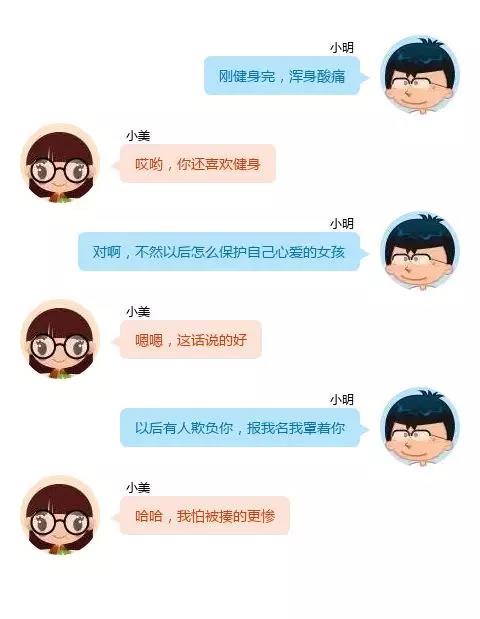 小明
刚健身完，浑身酸痛
小美
哎哟，你还喜欢健身
小明
对啊，不然以后怎么保护自己心爱的女孩
小美
嗯嗯，这话说的好
小明
以后有人欺负你，报我名我罩着你
小美
哈哈，我怕被揍的更惨